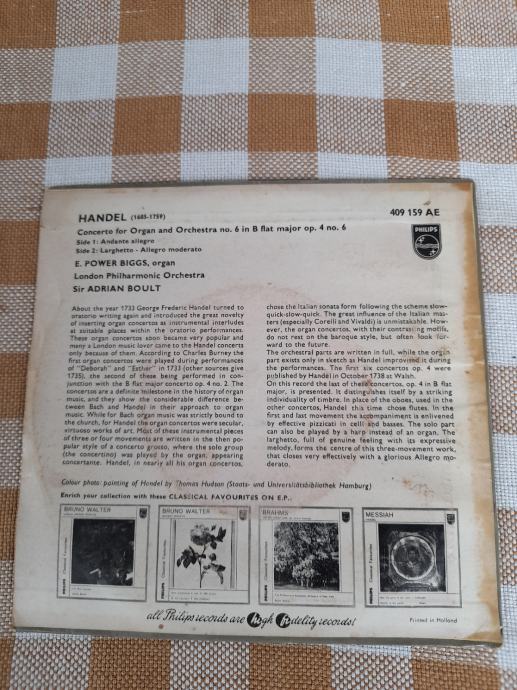 HANDEL (1685-1759)
409 159 AE
Concerto for Organ and Orchestra no. 6 in B flat major op. 4 no. 6
Side 1: Andante allegro
Side 2: Larghetto - Allegro moderato
PHILIPS
E. POWER BIGGS, organ
London Philharmonic Orchestra
Sir ADRIAN BOULT
About the year 1733 George Frederic Handel turned to
oratorio writing again and introduced the great novelty
of inserting organ concertos as instrumental interludes
at suitable places within the oratorio performances.
These organ concertos soon became very popular and
many a London music lover came to the Handel concerts
only because of them. According to Charles Burney the
first organ concertos were played during performances
of "Deborah" and "Esther" in 1733 (other sources give
1735), the second of these being performed in con-
junction with the B flat major concerto op. 4 no. 2. The
concertos are a definite milestone in the history of organ
music, and they show the considerable difference be-
tween Bach and Handel in their approach to organ
music. While for Bach organ music was strictly bound to
the church, for Handel the organ concertos were secular,
virtuoso works of art. Most of these instrumental pieces
of three or four movements are written in the then po-
pular style of a concerto grosso, where the solo group
(the concertino) was played by the organ, appearing
concertante. Handel, in nearly all his organ concertos,
chose the Italian sonata form following the scheme slow-
quick-slow-quick. The great influence of the Italian mas-
ters (especially Corelli and Vivaldi) is unmistakable. How-
ever, the organ concertos, with their contrasting motifs,
do not rest on the baroque style, but often look for-
ward to the future.
The orchestral parts are written in full, while the organ
part exists only in sketch as Handel improvised it during
the performances. The first six concertos op. 4 were
published by Handel in October 1738 at Walsh.
On this record the last of these concertos, op. 4 in B flat
major, is presented. It distinguishes itself by a striking
individuality of timbre. In place of the oboes, used in the
other concertos, Handel this time chose flutes. In the
first and last movement the accompaniment is enlivened
by effective pizzicati in celli and basses. The solo part
can also be played by a harp instead of an organ. The
larghetto, full of genuine feeling with its expressive
melody, forms the centre of this three-movement work,
that closes very effectively with a glorious Allegro mo-
derato.
Colour photo: painting of Handel by Thomas Hudson (Staats- und Universitätsbibliothek Hamburg)
Enrich your collection with these CLASSICAL FAVOURITES ON E.P..
BRUNO WALTER
BRUNO WALTER
BRAHMS
MESSIAH
PHILIPS Classical Favourites
PHILIPS Classical Favourites
PHILIPS Classical Favourites
PHILIPS Classical Favourites
all Philips records are high fidelity records!
Printed in Holland